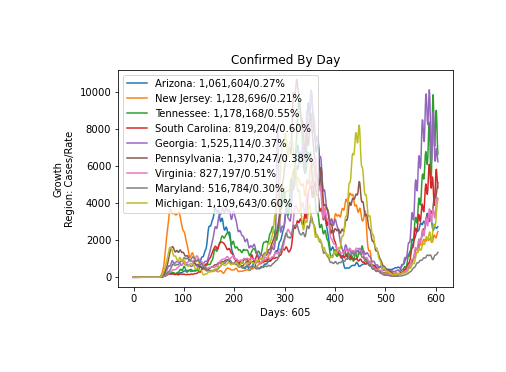 Confirmed By Day
Growth
Region: Cases/Rate
10000
8000
6000
4000
2000
0
Arizona: 1,061,604/0.27%
New Jersey: 1,128,696/0.21%
Tennessee: 1,178,168/0.55%
South Carolina: 819,204/0.60%
Georgia: 1,525,114/0.37%
Pennsylvania: 1,370,247/0.38%
Virginia: 827,197/0.51%
Maryland: 516,784/0.30%
Michigan: 1,109,643/0.60%
0 100 200 300 400 500 600
Days: 605